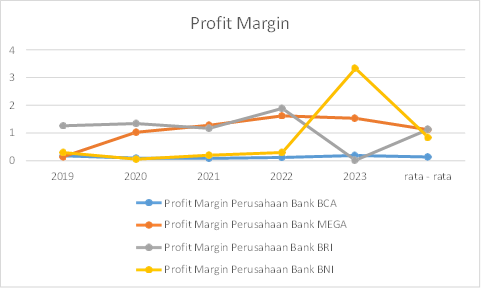 Profit Margin
4
3
2
1
0
2019 2020 2021 2022 2023 rata - rata
Profit Margin Perusahaan Bank BCA
Profit Margin Perusahaan Bank MEGA
Profit Margin Perusahaan Bank BRI
Profit Margin Perusahaan Bank BNI